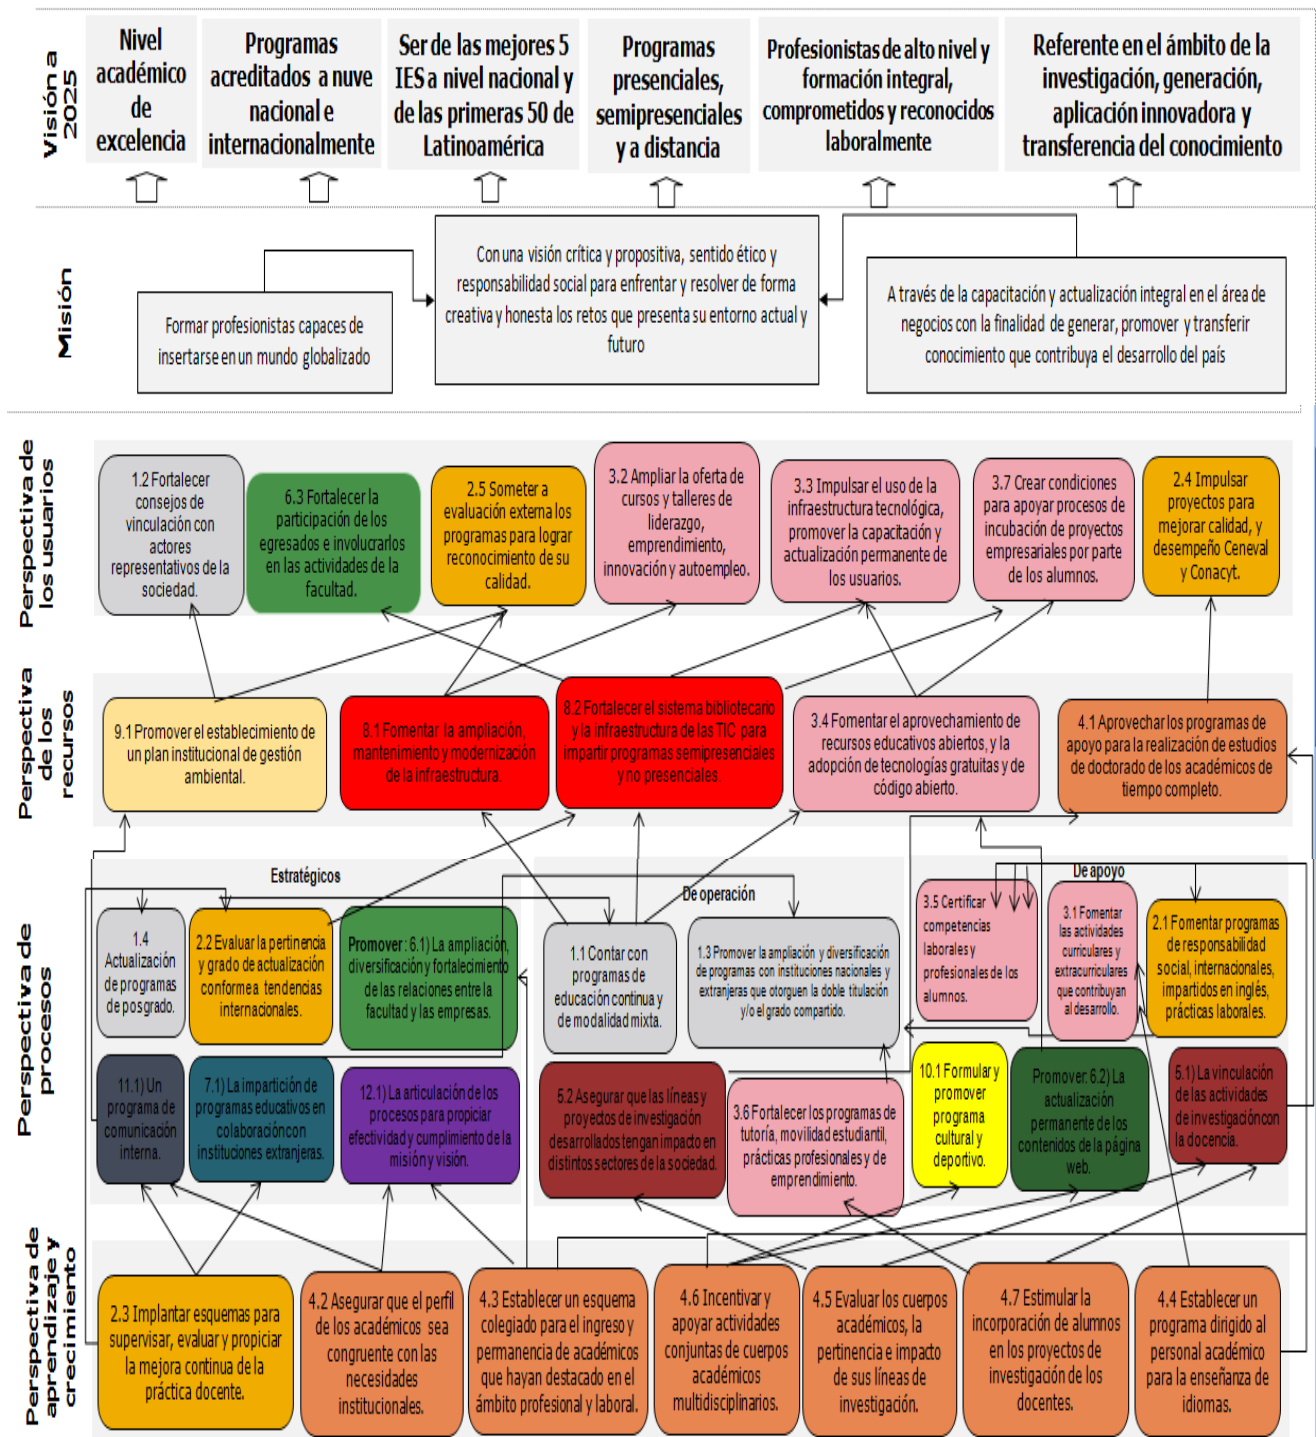 Visión a
2025
Nivel
académico
de
excelencia
Programas
acreditados a nuve
nacional e
internacionalmente
Ser de las mejores 5
IES a nivel nacional y
de las primeras 50 de
Latinoamérica
Programas
presenciales,
semipresenciales
y a distancia
Profesionistas de alto nivel y
formación integral,
comprometidos y reconocidos
laboralmente
Referente en el ámbito de la
investigación, generación,
aplicación innovadora y
transferencia del conocimiento
Misión
Formar profesionistas capaces de
insertarse en un mundo globalizado
Con una visión crítica y propositiva, sentido ético y
responsabilidad social para enfrentar y resolver de forma
creativa y honesta los retos que presenta su entorno actual y
futuro
A través de la capacitación y actualización integral en el área de
negocios con la finalidad de generar, promover y transferir
conocimiento que contribuya el desarrollo del país
Perspectiva de
los usuarios
1.2 Fortalecer
consejos de
vinculación con
actores
representativos de la
sociedad.
6.3 Fortalecer la
participación de los
egresados e involucrarlos
en las actividades de la
facultad.
2.5 Someter a
evaluación externa los
programas para lograr
reconocimiento de su
calidad.
3.2 Ampliar la oferta de
cursos y talleres de
liderazgo,
emprendimiento,
innovación y autoempleo.
3.3 Impulsar el uso de la
infraestructura tecnológica,
promover la capacitación y
actualización permanente de
los usuarios.
3.7 Crear condiciones
para apoyar procesos de
incubación de proyectos
empresariales por parte
de los alumnos.
2.4 Impulsar
proyectos para
mejorar calidad, y
desempeño Ceneval
y Conacyt.
Perspectiva
de los
recursos
9.1 Promover el establecimiento de
un plan institucional de gestión
ambiental.
8.1 Fomentar la ampliación,
mantenimiento y modernización
de la infraestructura.
8.2 Fortalecer el sistema bibliotecario
y la infraestructura de las TIC para
impartir programas semipresenciales
y no presenciales.
3.4 Fomentar el aprovechamiento de
recursos educativos abiertos, y la
adopción de tecnologías gratuitas y de
código abierto.
4.1 Aprovechar los programas de
apoyo para la realización de estudios
de doctorado de los académicos de
tiempo completo.
Perspectiva de
procesos
Estratégicos
De operación
De apoyo
1.4
Actualización
de programas
de posgrado.
2.2 Evaluar la pertinencia
y grado de actualización
conforme a tendencias
internacionales.
Promover: 6.1) La ampliación,
diversificación y fortalecimiento
de las relaciones entre la
facultad y las empresas.
1.1 Contar con
programas de
educación continua y
de modalidad mixta.
1.3 Promover la ampliación y diversificación
de programas con instituciones nacionales y
extranjeras que otorguen la doble titulación
y/o el grado compartido.
3.5 Certificar
competencias
laborales y
profesionales de los
alumnos.
3.1 Fomentar
las actividades
curriculares y
extracurriculares
que contribuyan
al desarrollo.
2.1 Fomentar programas
de responsabilidad
social, internacionales,
impartidos en inglés,
prácticas laborales.
11.1) Un
programa de
comunicación
interna.
7.1) La impartición de
programas educativos en
colaboración con
instituciones extranjeras.
12.1) La articulación de los
procesos para propiciar
efectividad y cumplimiento de la
misión y visión.
5.2 Asegurar que las líneas y
proyectos de investigación
desarrollados tengan impacto en
distintos sectores de la sociedad.
3.6 Fortalecer los programas de
tutoría, movilidad estudiantil,
prácticas profesionales y de
emprendimiento.
10.1 Formular y
promover
programa
cultural y
deportivo.
Promover: 6.2) La
actualización
permanente de los
contenidos de la página
web.
5.1) La vinculación
de las actividades
de investigación con
la docencia.
Perspectiva de
aprendizaje y
crecimiento
2.3 Implantar esquemas para
supervisar, evaluar y propiciar
la mejora continua de la
práctica docente.
4.2 Asegurar que el perfil
de los académicos sea
congruente con las
necesidades
institucionales.
4.3 Establecer un esquema
colegiado para el ingreso y
permanencia de académicos
que hayan destacado en el
ámbito profesional y laboral.
4.6 Incentivar y
apoyar actividades
conjuntas de cuerpos
académicos
multidisciplinarios.
4.5 Evaluar los cuerpos
académicos, la
pertinencia e impacto
de sus líneas de
investigación.
4.7 Estimular la
incorporación de alumnos
en los proyectos de
investigación de los
docentes.
4.4 Establecer un
programa dirigido al
personal académico
para la enseñanza de
idiomas.